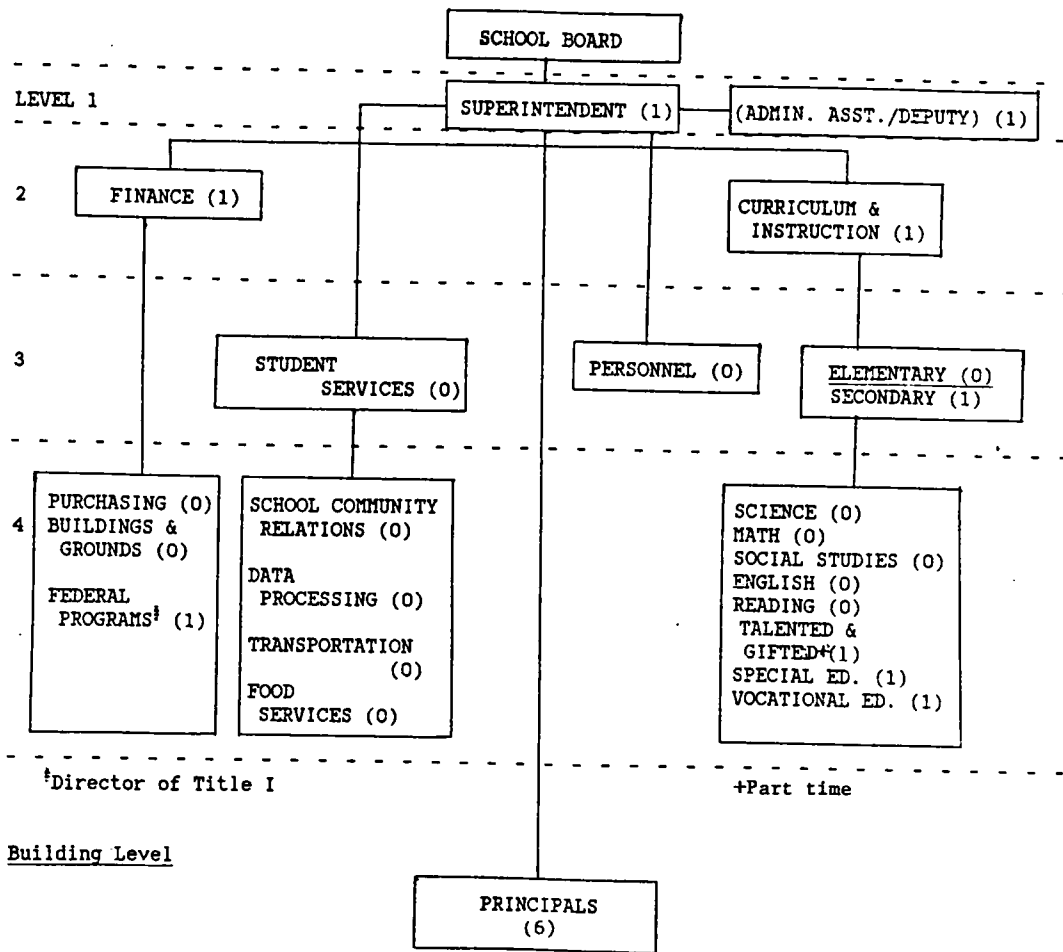 SCHOOL BOARD
LEVEL 1
SUPERINTENDENT (1)
(ADMIN. ASST./DEPUTY) (1)
2
FINANCE (1)
CURRICULUM &
INSTRUCTION (1)
3
STUDENT
SERVICES (0)
PERSONNEL (0)
ELEMENTARY (0)
SECONDARY (1)
4
PURCHASING (0)
BUILDINGS &
GROUNDS (0)
FEDERAL
PROGRAMS‡ (1)
SCHOOL COMMUNITY
RELATIONS (0)
DATA
PROCESSING (0)
TRANSPORTATION
(0)
FOOD
SERVICES (0)
SCIENCE (0)
MATH (0)
SOCIAL STUDIES (0)
ENGLISH (0)
READING (0)
TALENTED &
GIFTED+(1)
SPECIAL ED. (1)
VOCATIONAL ED. (1)
‡Director of Title I
+Part time
Building Level
PRINCIPALS
(6)